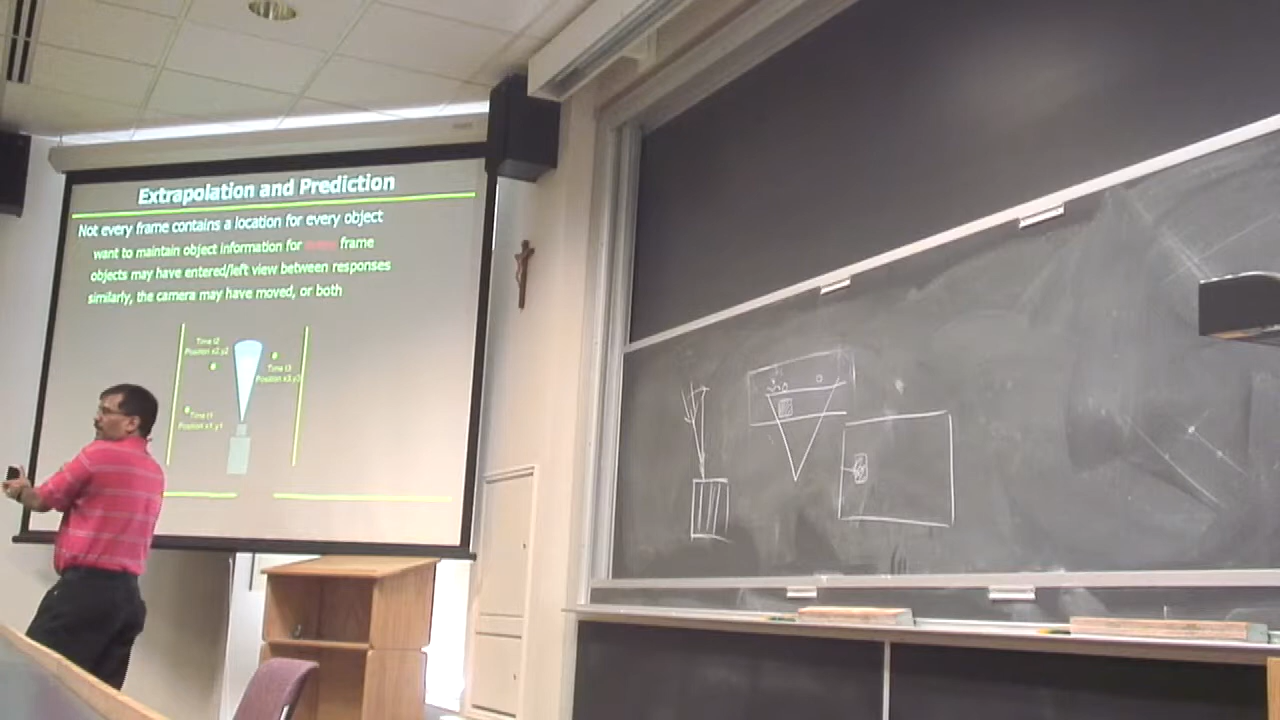 Extrapolation and Prediction
Not every frame contains a location for every object
want to maintain object information for every frame
objects may have entered/left view between responses
similarly, the camera may have moved, or both
Time t2
Position x2,y2
Time t3
Position x3,y3
Time t1
Position x1,y1